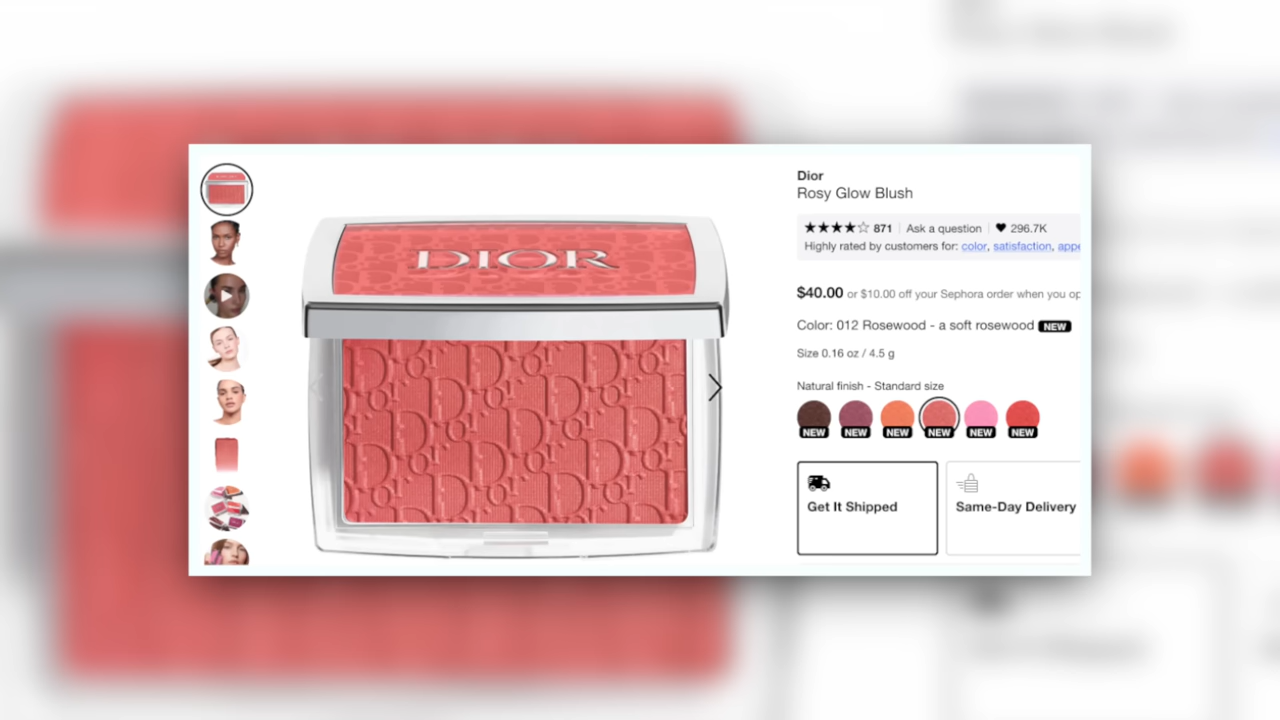 DIOR
Dior
Rosy Glow Blush
★★★★☆ 871 | Ask a question | ♥ 296.7K
Highly rated by customers for: color, satisfaction, appe
$40.00 or $10.00 off your Sephora order when you op
Color: 012 Rosewood - a soft rosewood NEW
Size 0.16 oz / 4.5 g
Natural finish - Standard size
NEW NEW NEW NEW NEW NEW
Get It Shipped
Same-Day Delivery